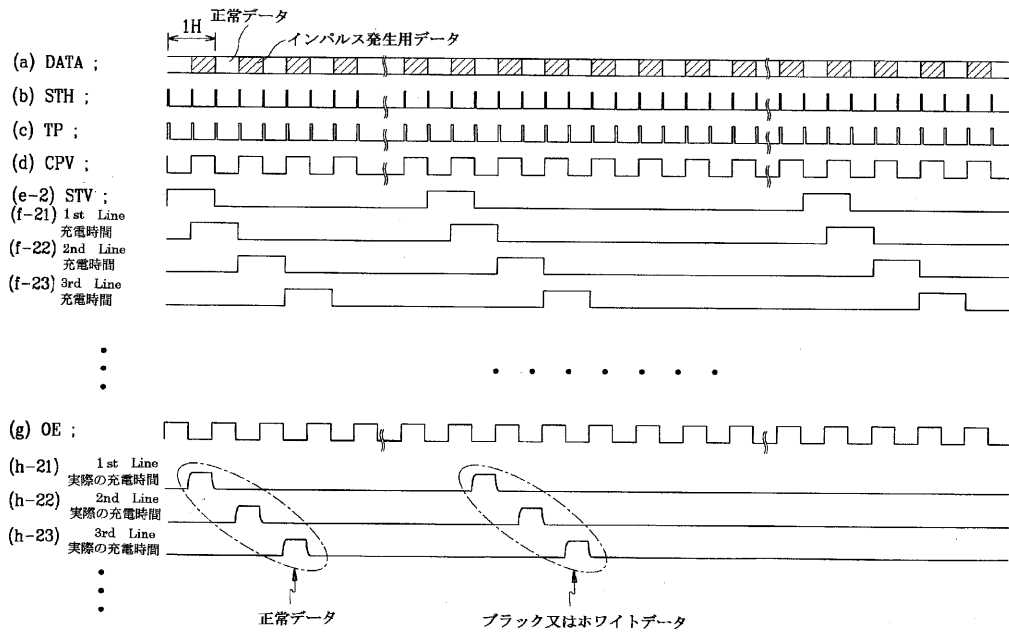 正常データ
1H
インパルス発生用データ
(a) DATA ;
(b) STH ;
(c) TP ;
(d) CPV ;
(e-2) STV ;
(f-21) 1st Line
充電時間
(f-22) 2nd Line
充電時間
(f-23) 3rd Line
充電時間
(g) OE ;
(h-21) 1st Line
実際の充電時間
(h-22) 2nd Line
実際の充電時間
(h-23) 3rd Line
実際の充電時間
正常データ
ブラック又はホワイトデータ